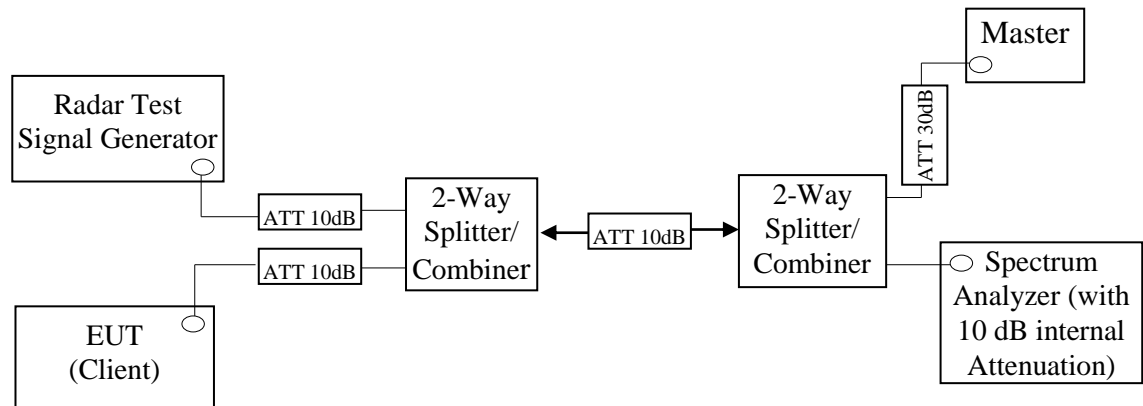 Master
ATT 30dB
Radar Test
Signal Generator
2-Way
Splitter/
Combiner
ATT 10dB
ATT 10dB
ATT 10dB
2-Way
Splitter/
Combiner
EUT
(Client)
Spectrum
Analyzer (with
10 dB internal
Attenuation)